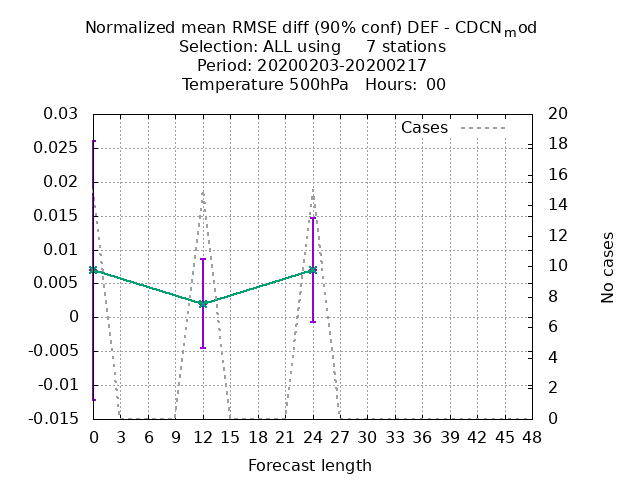 Normalized mean RMSE diff (90% conf) DEF - CDCNmod
Selection: ALL using 7 stations
Period: 20200203-20200217
Temperature 500hPa Hours: 00
Cases
0.03
0.025
0.02
0.015
0.01
0.005
0
-0.005
-0.01
-0.015
20
18
16
14
12
10
8
6
4
2
0
No cases
0 3 6 9 12 15 18 21 24 27 30 33 36 39 42 45 48
Forecast length